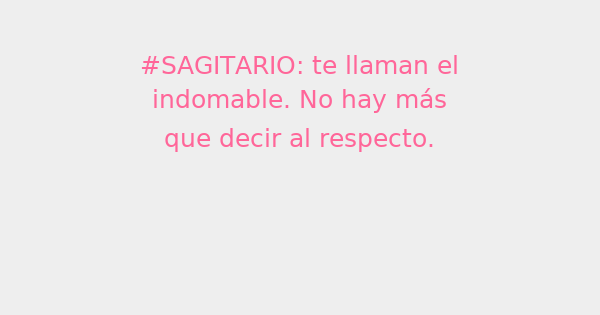 #SAGITARIO: te llaman el
indomable. No hay más
que decir al respecto.